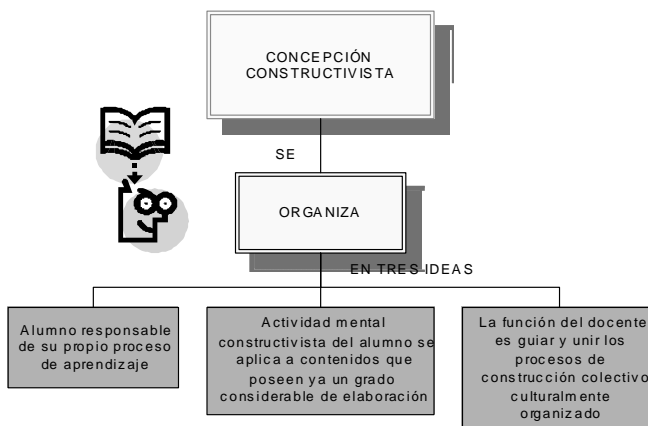 CONCEPCIÓN
CONSTRUCTIVISTA
SE
ORGANIZA
EN TRES IDEAS
Alumno responsable
de su propio proceso
de aprendizaje
Actividad mental
constructivista del alumno se
aplica a contenidos que
poseen ya un grado
considerable de elaboración
La función del docente
es guiar y unir los
procesos de
construcción colectivo
culturalmente
organizado